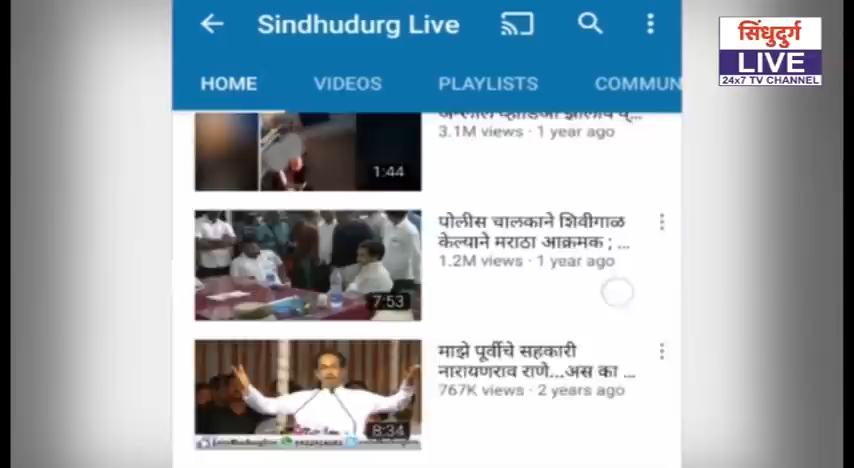 Sindhudurg Live
सिंधुदुर्ग
LIVE
24x7 TV CHANNEL
HOME VIDEOS PLAYLISTS COMMUN
3.1M views · 1 year ago
1:44
पोलीस चालकाने शिवीगाळ
केल्याने मराठा आक्रमक ; ...
1.2M views · 1 year ago
7:53
माझे पूर्वीचे सहकारी
नारायणराव राणे...अस का ...
767K views · 2 years ago
8:34